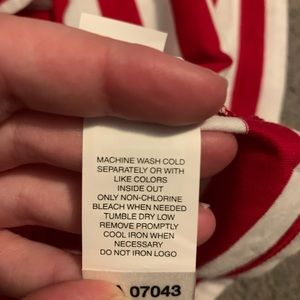 MACHINE WASH COLD
SEPARATELY OR WITH
LIKE COLORS
INSIDE OUT
ONLY NON-CHLORINE
BLEACH WHEN NEEDED
TUMBLE DRY LOW
REMOVE PROMPTLY
COOL IRON WHEN
NECESSARY
DO NOT IRON LOGO
07043